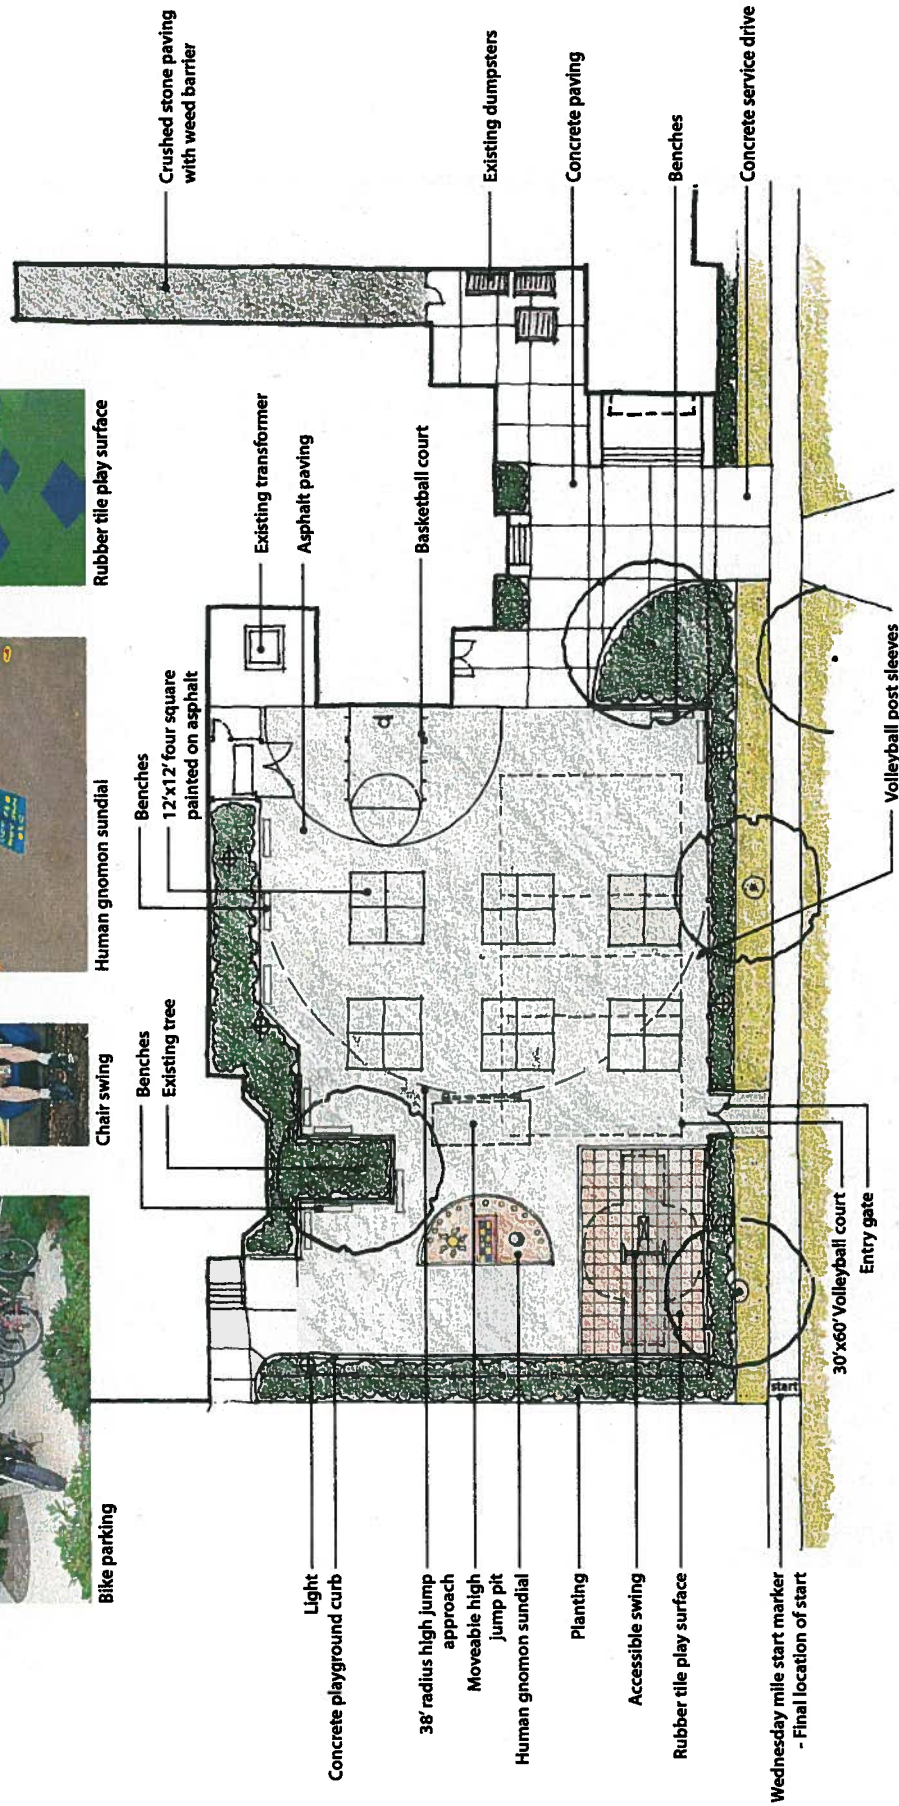 Bike parking
Chair swing
Human gnomon sundial
Rubber tile play surface
Benches
Existing tree
Benches
12'x12' four square
painted on asphalt
Existing transformer
Asphalt paving
Basketball court
Crushed stone paving
with weed barrier
Existing dumpsters
Concrete paving
Benches
Concrete service drive
Light
Concrete playground curb
38' radius high jump
approach
Moveable high
jump pit
Human gnomon sundial
Planting
Accessible swing
Rubber tile play surface
Wednesday mile start marker
- Final location of start
start
30'x60' Volleyball court
Entry gate
Volleyball post sleeves